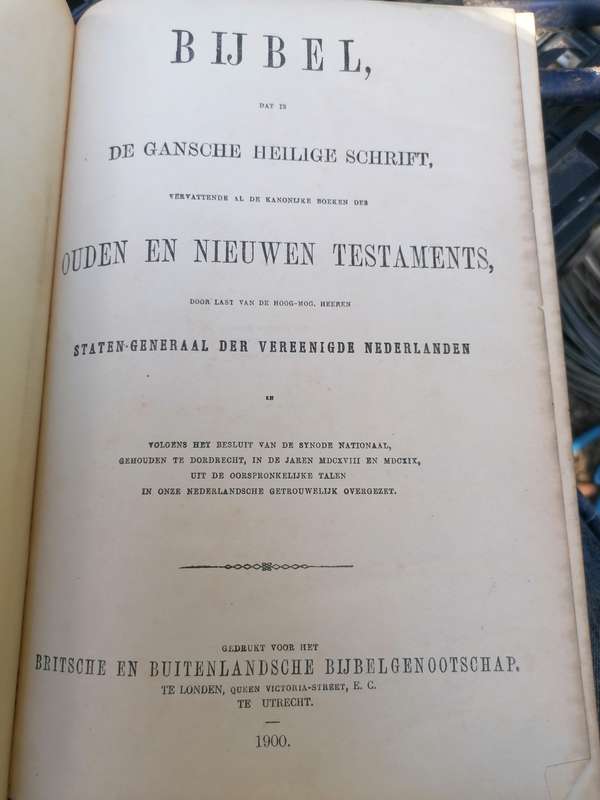 BIJBEL,
DAT IS
DE GANSCHE HEILIGE SCHRIFT,
VERVATTENDE AL DE KANONIJKE BOEKEN DES
OUDEN EN NIEUWEN TESTAMENTS,
DOOR LAST VAN DE HOOG-MOG. HEEREN
STATEN-GENERAAL DER VEREENIGDE NEDERLANDEN
EN
VOLGENS HET BESLUIT VAN DE SYNODE NATIONAAL,
GEHOUDEN TE DORDRECHT, IN DE JAREN MDCXVIII EN MDCXIX,
UIT DE OORSPRONKELIJKE TALEN
IN ONZE NEDERLANDSCHE GETROUWELIJK OVERGEZET.
GEDRUKT VOOR HET
BRITSCHE EN BUITENLANDSCHE BIJBELGENOOTSCHAP.
TE LONDEN, QUEEN VICTORIA-STREET, E. C.
TE UTRECHT.
1900.